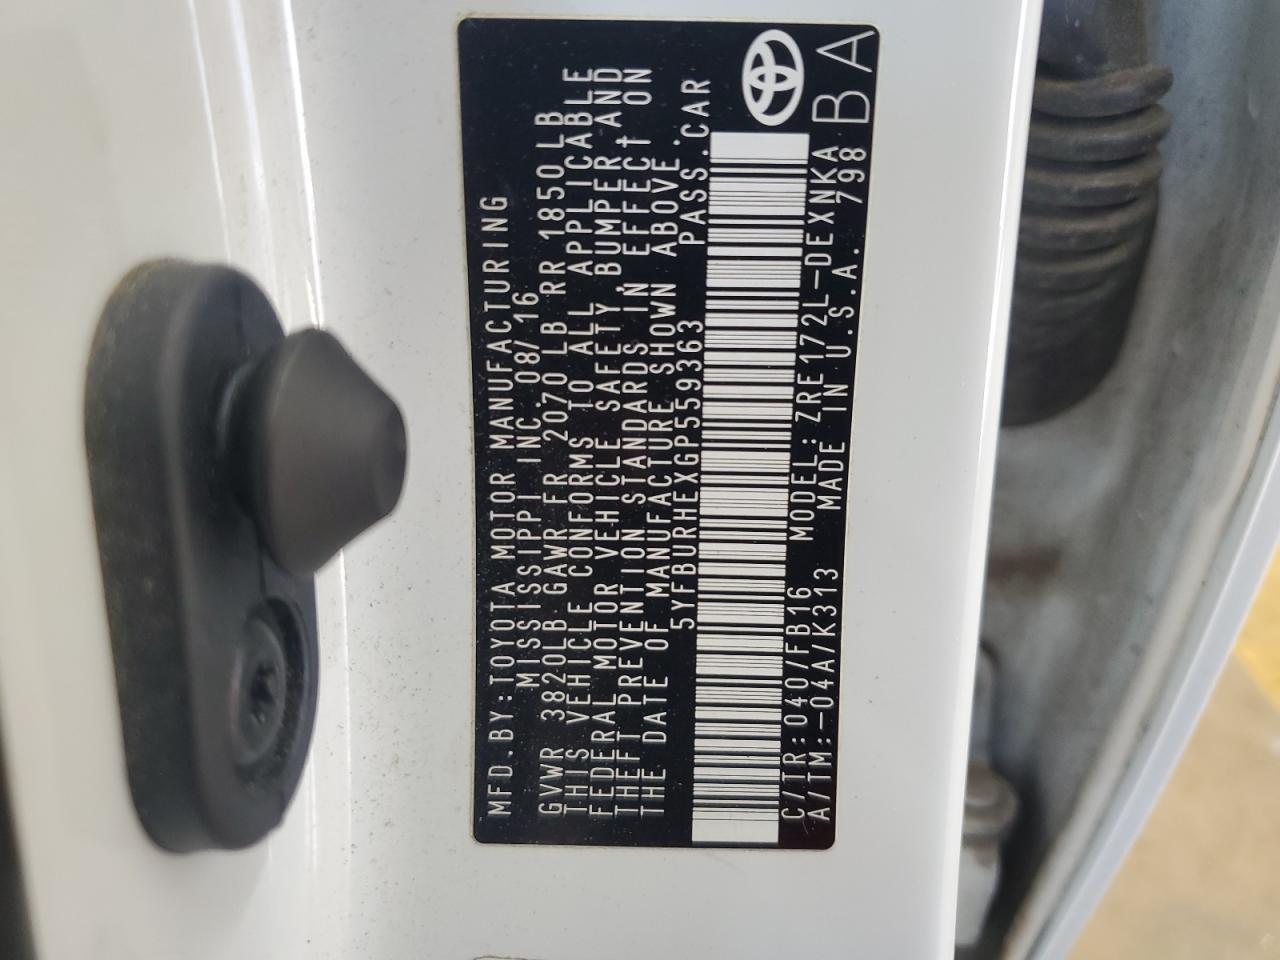 MFD.BY:TOYOTA MOTOR MANUFACTURING
MISSISSIPPI INC. 08/16
GVWR 3820LB GAWR FR 2070 LB RR 1850 LB
THIS VEHICLE CONFORMS TO ALL APPLICABLE
FEDERAL MOTOR VEHICLE SAFETY, BUMPER AND
THEFT PREVENTION STANDARDS IN EFFECT ON
THE DATE OF MANUFACTURE SHOWN ABOVE.
5YFBURHEXGP559363 PASS.CAR
C/TR:040/FB16 MODEL:ZRE172L-DEXNKA
A/TM:-04A/K313 MADE IN U.S.A. 798
BA